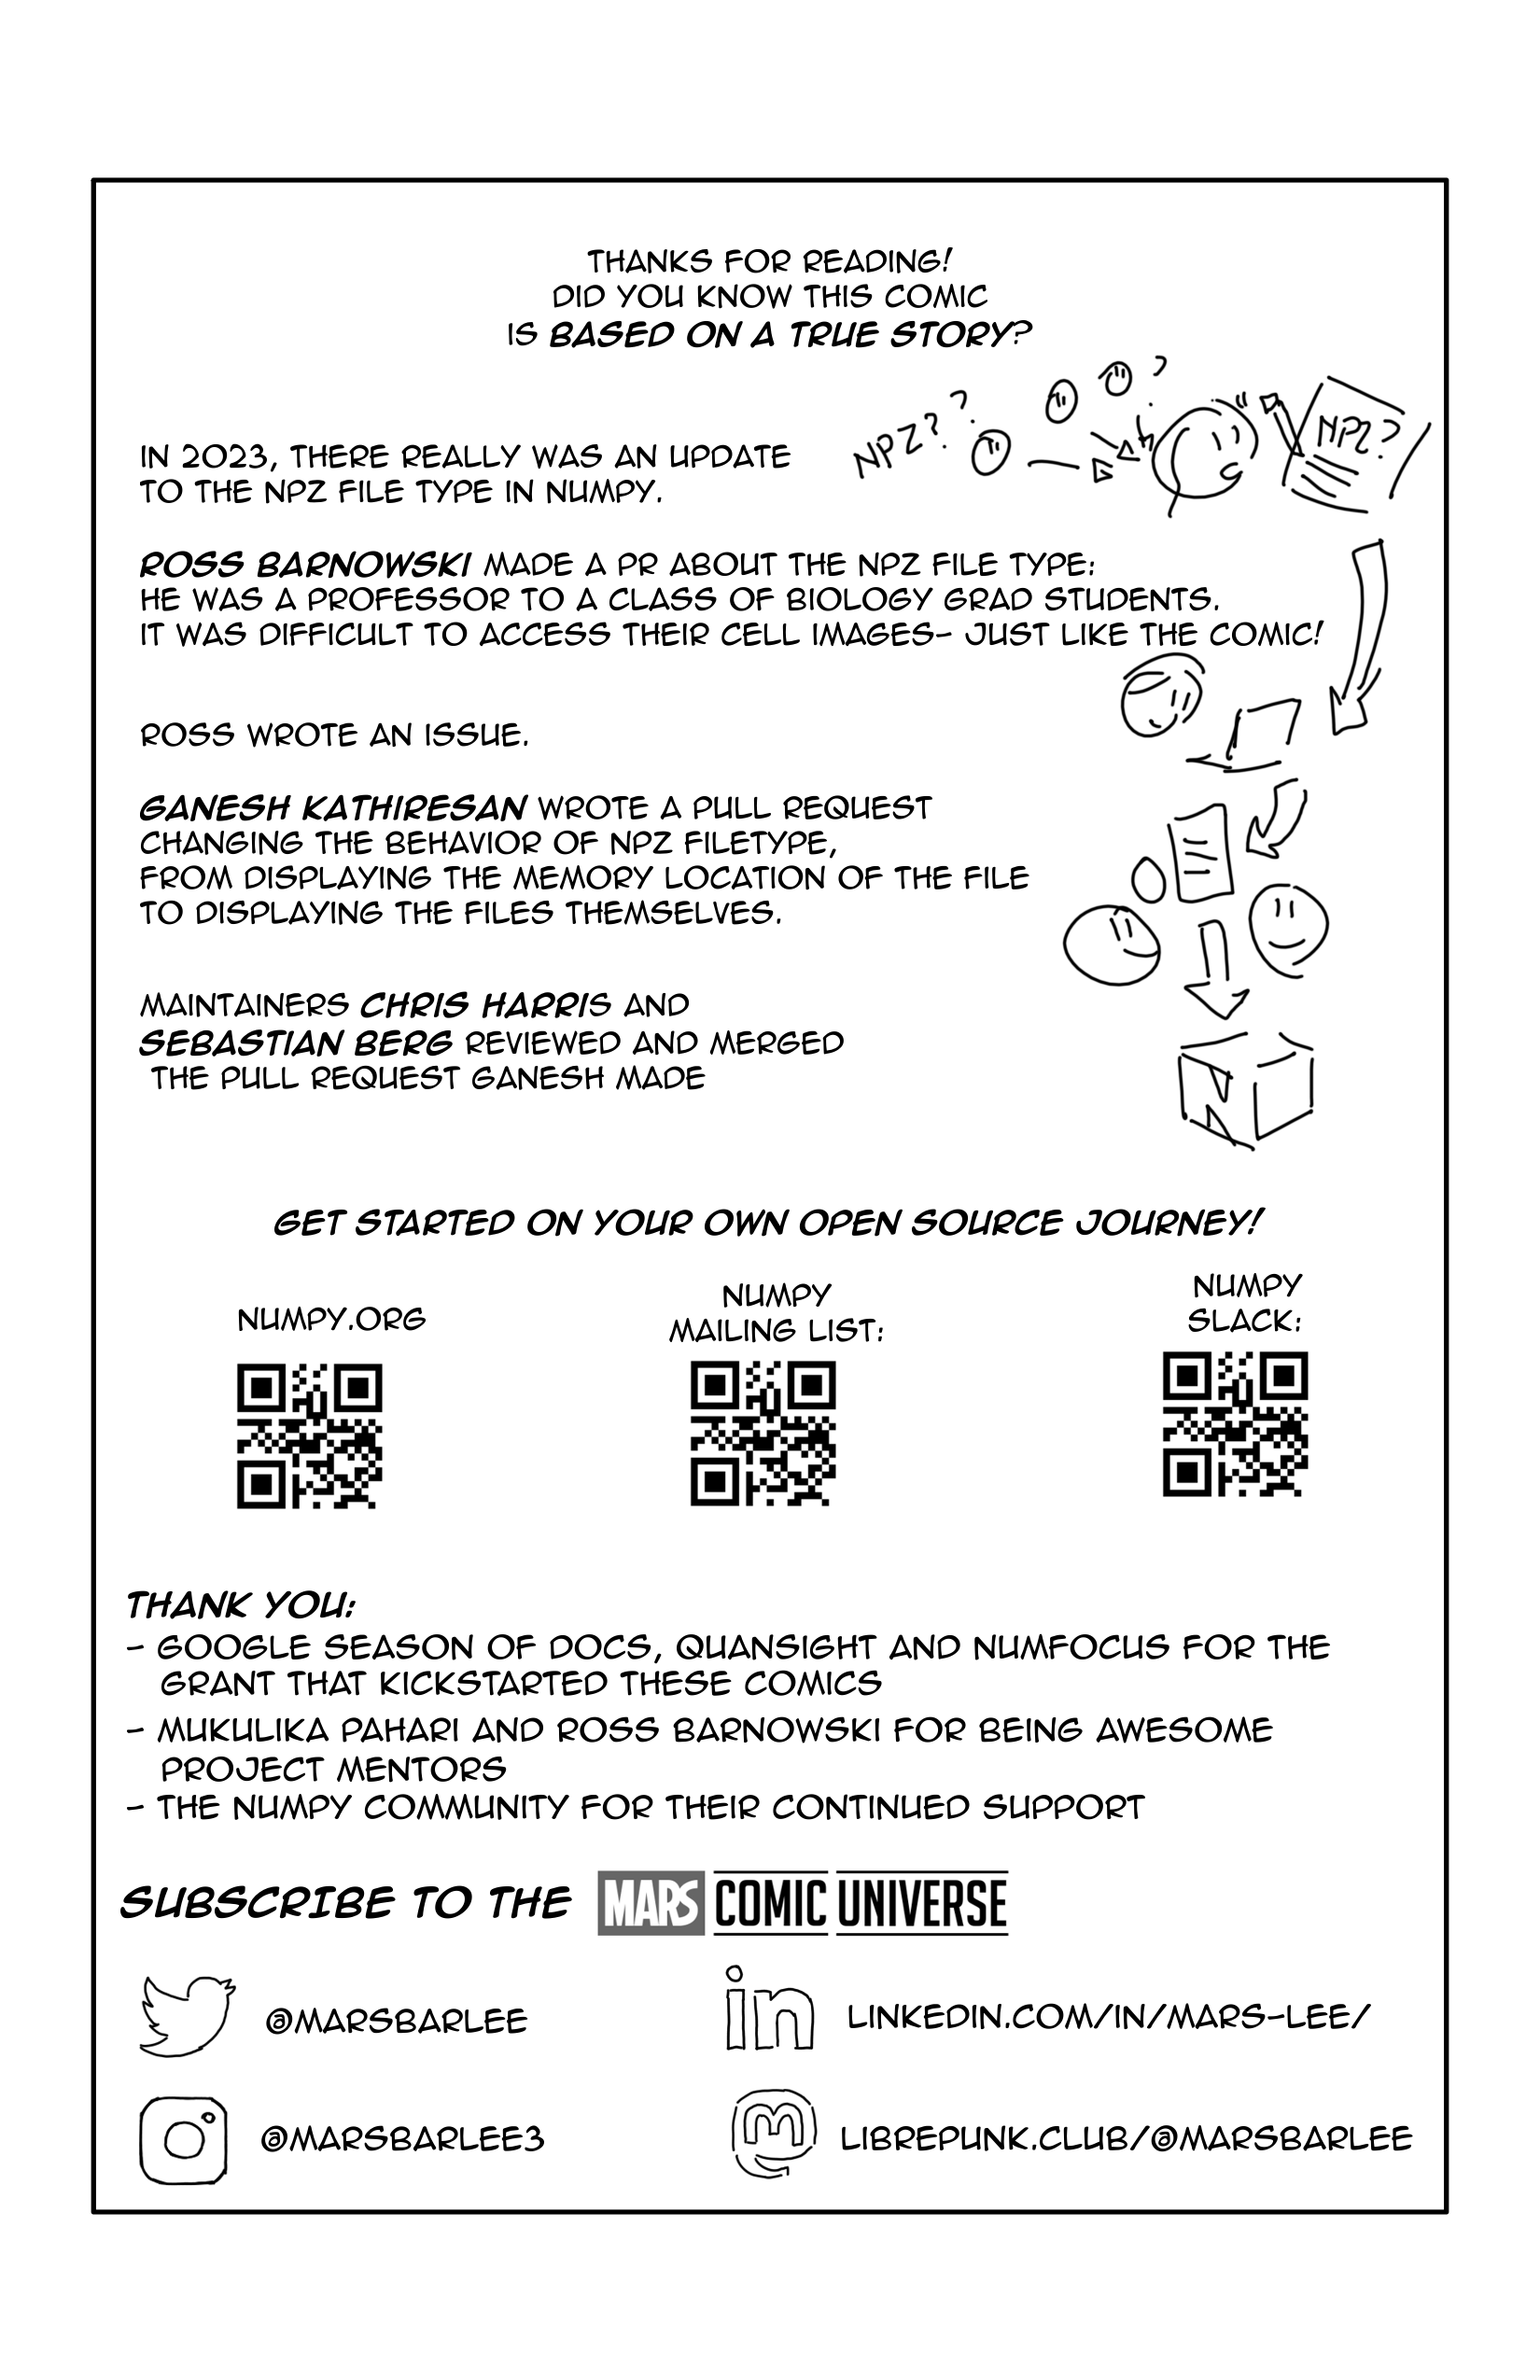 THANKS FOR READING!
DID YOU KNOW THIS COMIC
IS BASED ON A TRUE STORY?
NPZ??
?
NPZ?
IN 2023, THERE REALLY WAS AN UPDATE
TO THE NPZ FILE TYPE IN NUMPY.
ROSS BARNOWSKI MADE A PR ABOUT THE NPZ FILE TYPE:
HE WAS A PROFESSOR TO A CLASS OF BIOLOGY GRAD STUDENTS.
IT WAS DIFFICULT TO ACCESS THEIR CELL IMAGES- JUST LIKE THE COMIC!
ROSS WROTE AN ISSUE.
GANESH KATHIRESAN WROTE A PULL REQUEST
CHANGING THE BEHAVIOR OF NPZ FILETYPE,
FROM DISPLAYING THE MEMORY LOCATION OF THE FILE
TO DISPLAYING THE FILES THEMSELVES.
MAINTAINERS CHRIS HARRIS AND
SEBASTIAN BERG REVIEWED AND MERGED
THE PULL REQUEST GANESH MADE
N
GET STARTED ON YOUR OWN OPEN SOURCE JOURNEY!
NUMPY.ORG
NUMPY
MAILING LIST:
NUMPY
SLACK:
THANK YOU:
- GOOGLE SEASON OF DOCS, QUANSIGHT AND NUMFOCUS FOR THE
GRANT THAT KICKSTARTED THESE COMICS
- MUKULIKA PAHARI AND ROSS BARNOWSKI FOR BEING AWESOME
PROJECT MENTORS
- THE NUMPY COMMUNITY FOR THEIR CONTINUED SUPPORT
SUBSCRIBE TO THE MARS COMIC UNIVERSE
@MARSBARLEE
in LINKEDIN.COM/IN/MARS-LEE/
@MARSBARLEE3
m LIBREPUNK.CLUB/@MARSBARLEE